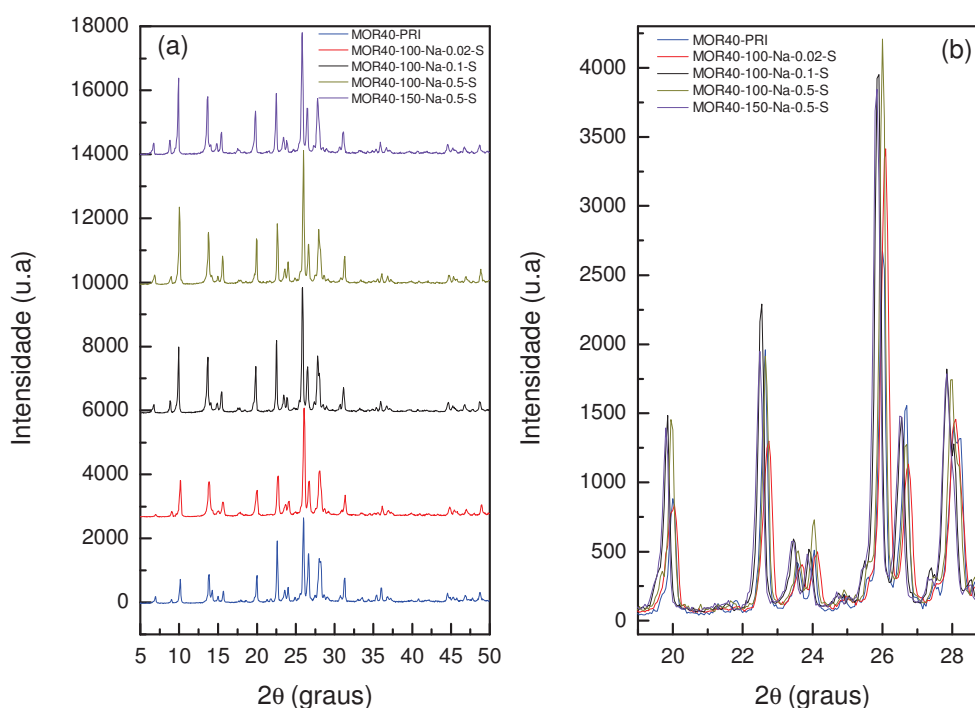 (a)
MOR40-PRI
MOR40-100-Na-0.02-S
MOR40-100-Na-0.1-S
MOR40-100-Na-0.5-S
MOR40-150-Na-0.5-S
18000
16000
14000
12000
10000
8000
6000
4000
2000
0
Intensidade (u.a)
5 10 15 20 25 30 35 40 45 50
2θ (graus)
(b)
MOR40-PRI
MOR40-100-Na-0.02-S
MOR40-100-Na-0.1-S
MOR40-100-Na-0.5-S
MOR40-150-Na-0.5-S
4000
3500
3000
2500
2000
1500
1000
500
0
Intensidade (u.a)
20 22 24 26 28
2θ (graus)